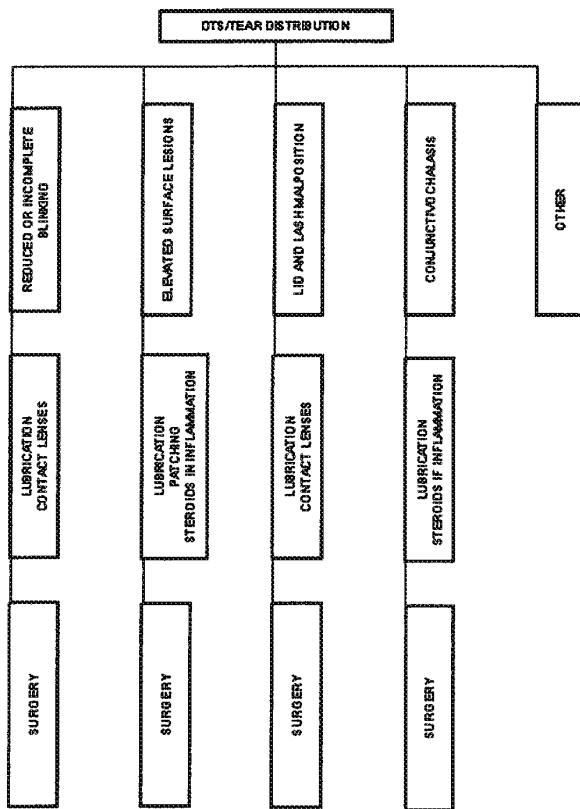 DTS/TEAR DISTRIBUTION
REDUCED OR INCOMPLETE
BLINKING
ELEVATED SURFACE LESIONS
LID AND LASH MALPOSITION
CONJUNCTIVOCHALASIS
OTHER
LUBRICATION
CONTACT LENSES
LUBRICATION
PATCHING
STEROIDS IN INFLAMMATION
LUBRICATION
CONTACT LENSES
LUBRICATION
STEROIDS IF INFLAMMATION
SURGERY
SURGERY
SURGERY
SURGERY